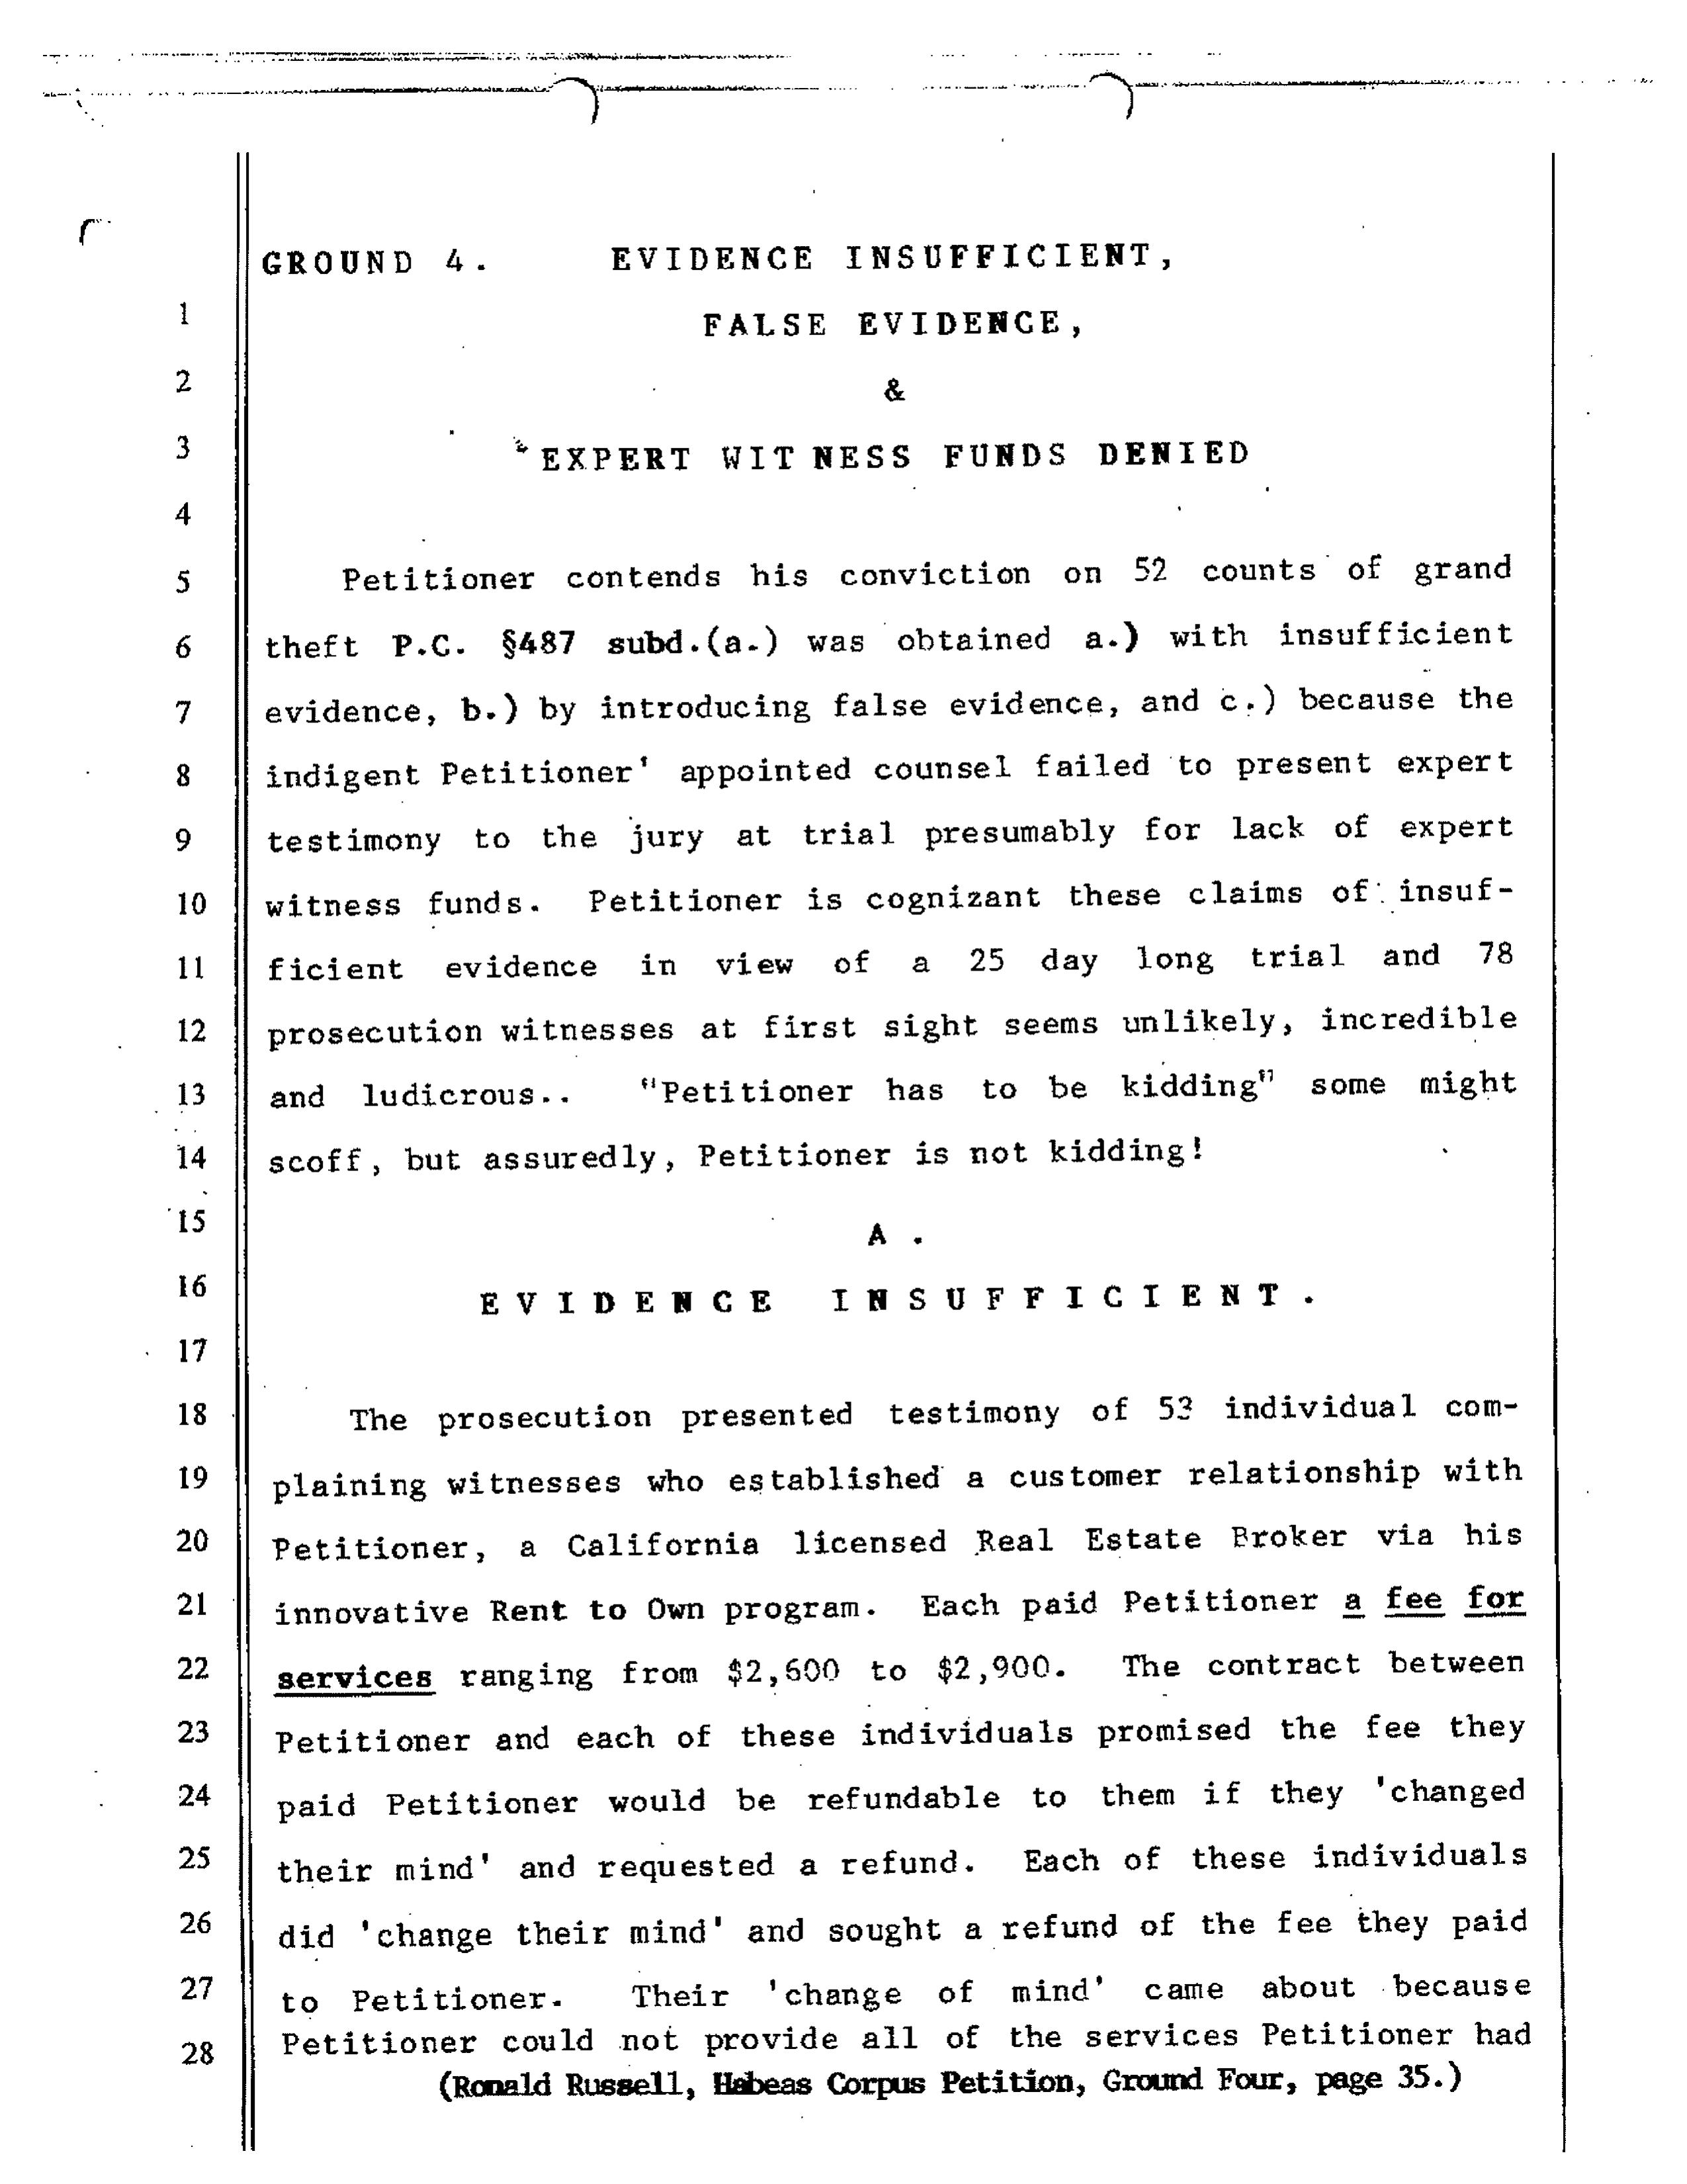 GROUND 4. EVIDENCE INSUFFICIENT,
1 FALSE EVIDENCE,
2 &
3 EXPERT WIT NESS FUNDS DENIED
4
5 Petitioner contends his conviction on 52 counts of grand
6 theft P.C. §487 subd.(a.) was obtained a.) with insufficient
7 evidence, b.) by introducing false evidence, and c.) because the
8 indigent Petitioner' appointed counsel failed to present expert
9 testimony to the jury at trial presumably for lack of expert
10 witness funds. Petitioner is cognizant these claims of insuf-
11 ficient evidence in view of a 25 day long trial and 78
12 prosecution witnesses at first sight seems unlikely, incredible
13 and ludicrous.. "Petitioner has to be kidding" some might
14 scoff, but assuredly, Petitioner is not kidding!
15 A.
16 EVIDENCE INSUFFICIENT.
17
18 The prosecution presented testimony of 53 individual com-
19 plaining witnesses who established a customer relationship with
20 Petitioner, a California licensed Real Estate Broker via his
21 innovative Rent to Own program. Each paid Petitioner a fee for
22 services ranging from $2,600 to $2,900. The contract between
23 Petitioner and each of these individuals promised the fee they
24 paid Petitioner would be refundable to them if they 'changed
25 their mind' and requested a refund. Each of these individuals
26 did 'change their mind' and sought a refund of the fee they paid
27 to Petitioner. Their 'change of mind' came about because
28 Petitioner could not provide all of the services Petitioner had
(Ronald Russell, Habeas Corpus Petition, Ground Four, page 35.)